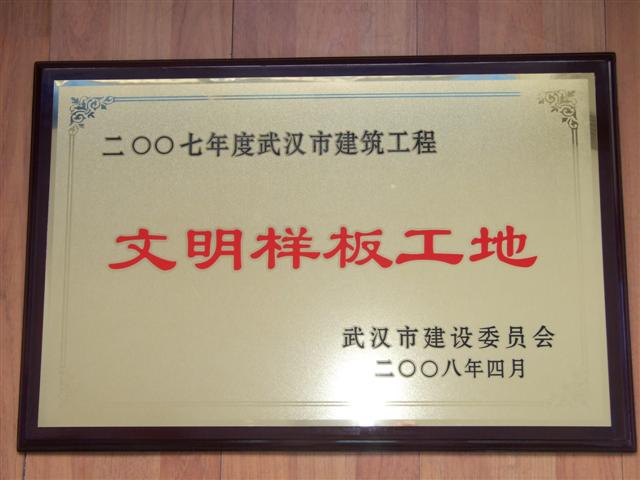 二〇〇七年度武汉市建筑工程
文明样板工地
武汉市建设委员会
二〇〇八年四月